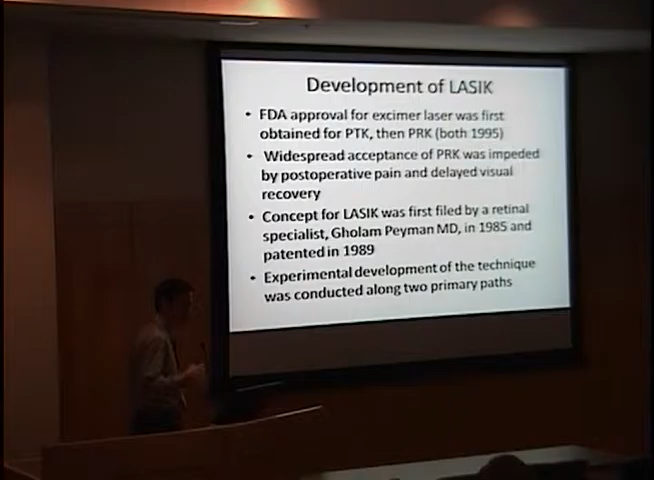 Development of LASIK
• FDA approval for excimer laser was first
obtained for PTK, then PRK (both 1995)
• Widespread acceptance of PRK was impeded
by postoperative pain and delayed visual
recovery
• Concept for LASIK was first filed by a retinal
specialist, Gholam Peyman MD, in 1985 and
patented in 1989
• Experimental development of the technique
was conducted along two primary paths